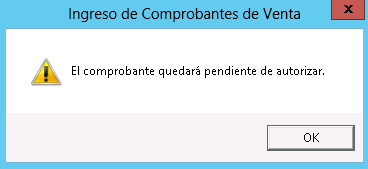 Ingreso de Comprobantes de Venta
x
El comprobante quedará pendiente de autorizar.
OK